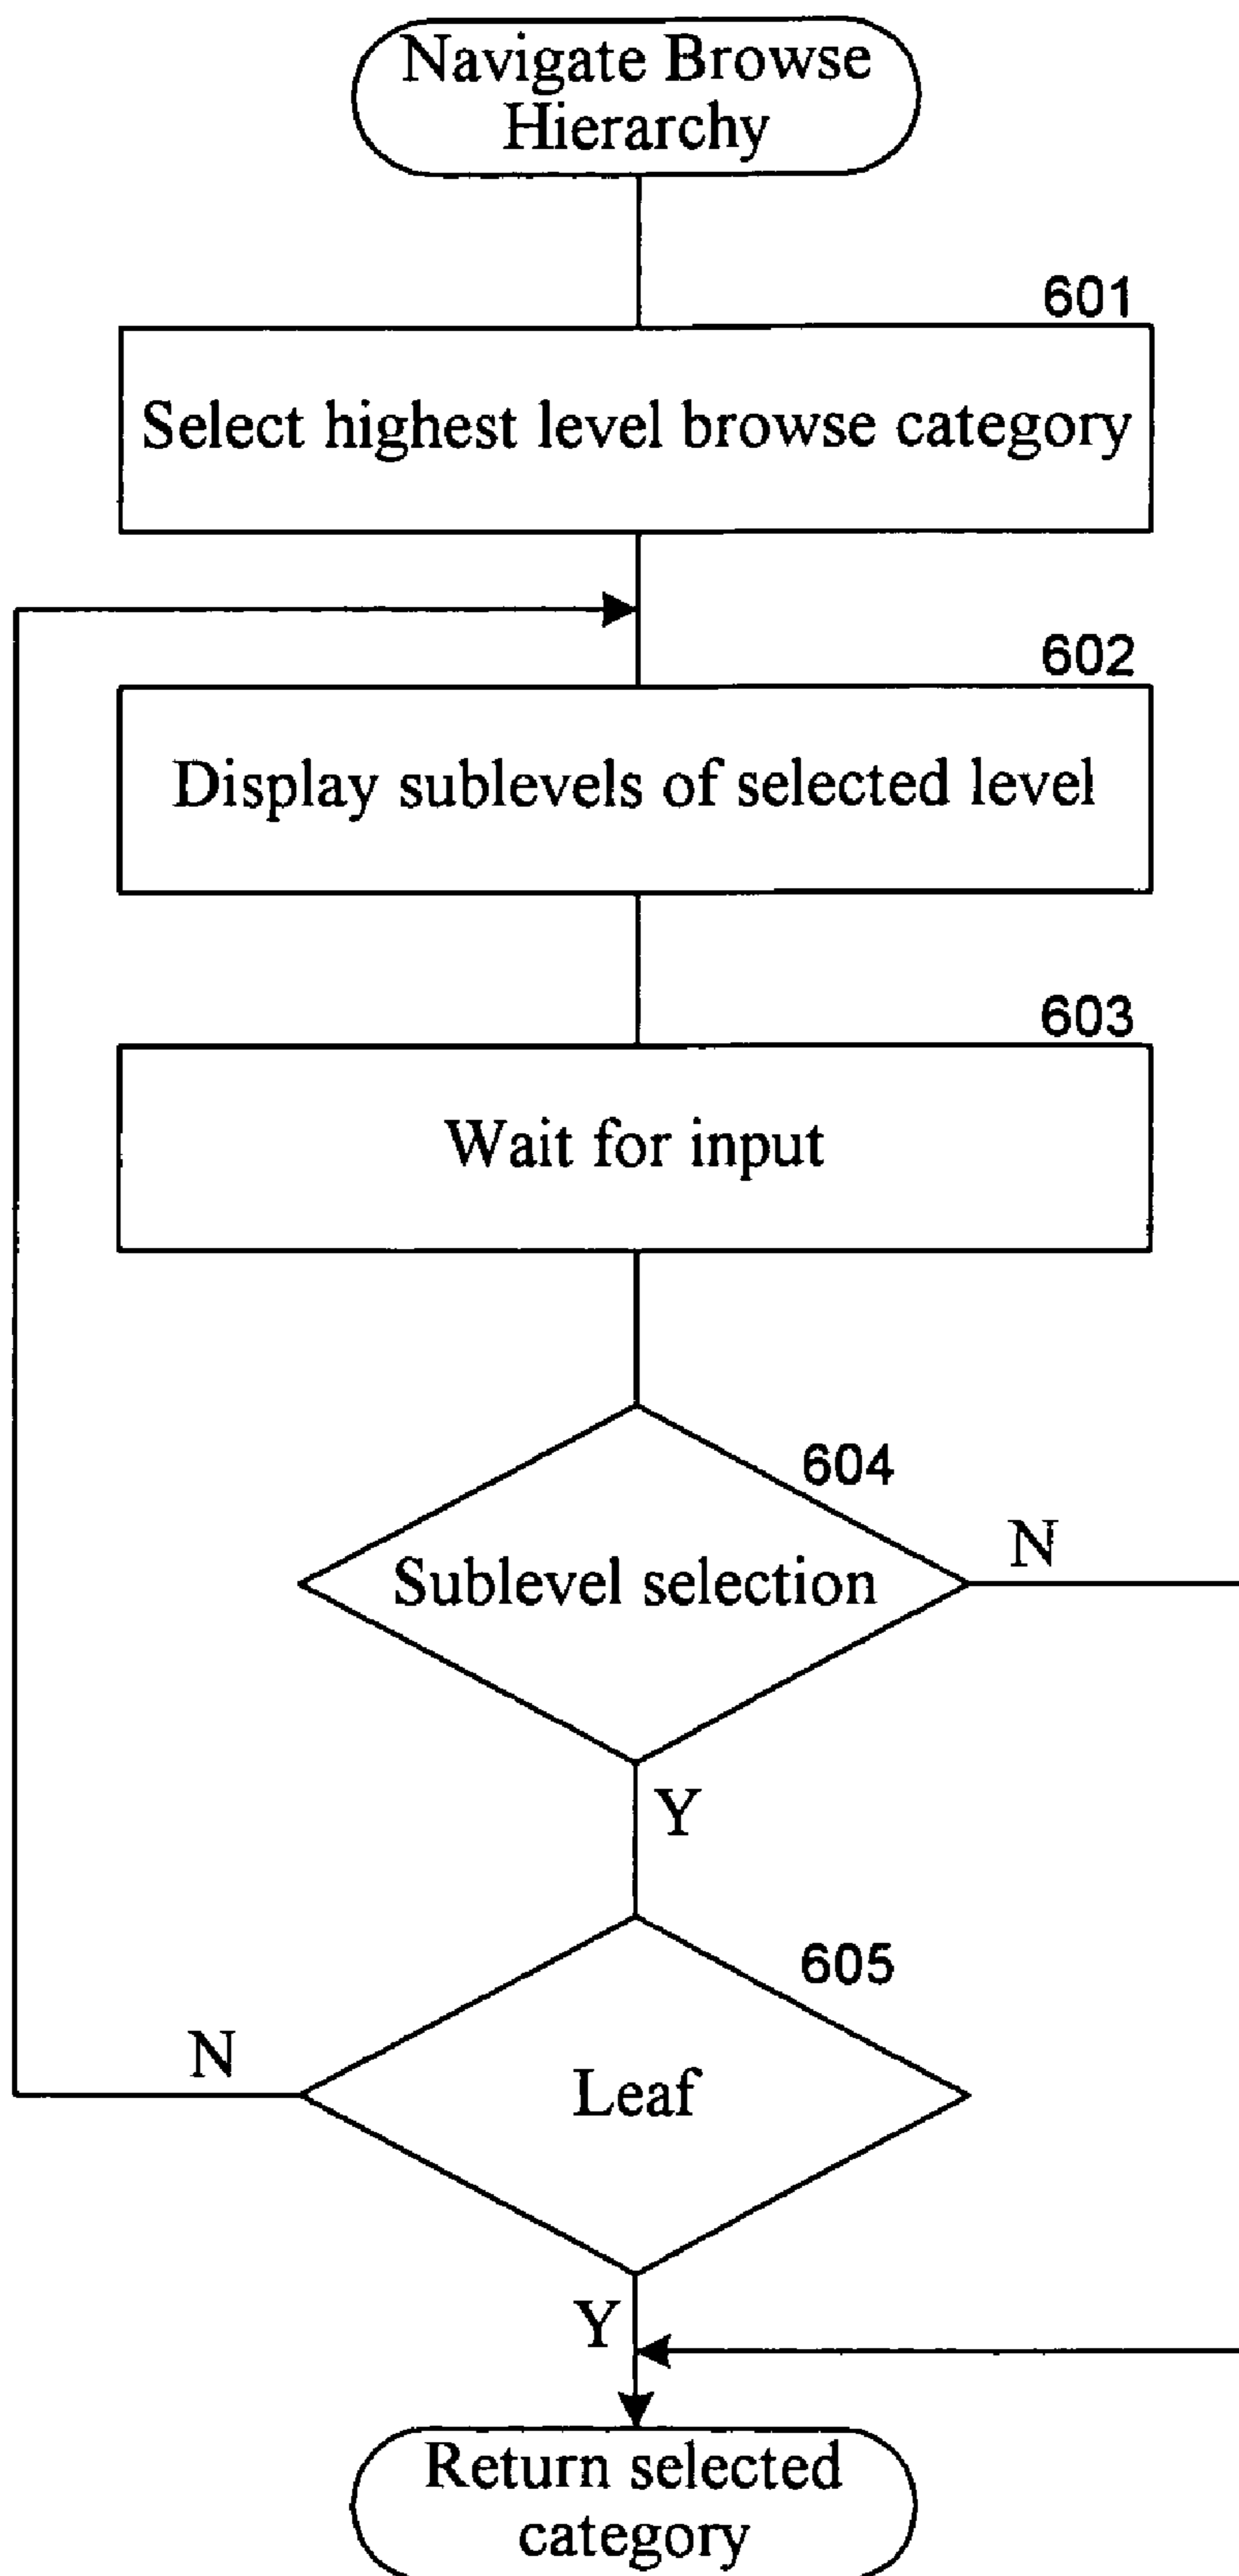 Navigate Browse
Hierarchy
601
Select highest level browse category
602
Display sublevels of selected level
603
Wait for input
604
Sublevel selection
N
Y
605
Leaf
N
Y
Return selected
category